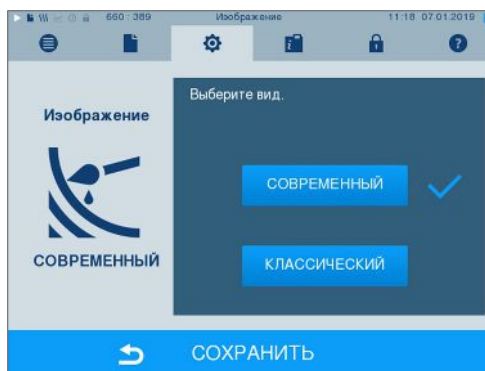 660 : 389 Изображение 11:18 07.01.2019
Изображение
Выберите вид.
СОВРЕМЕННЫЙ
СОВРЕМЕННЫЙ
КЛАССИЧЕСКИЙ
СОХРАНИТЬ